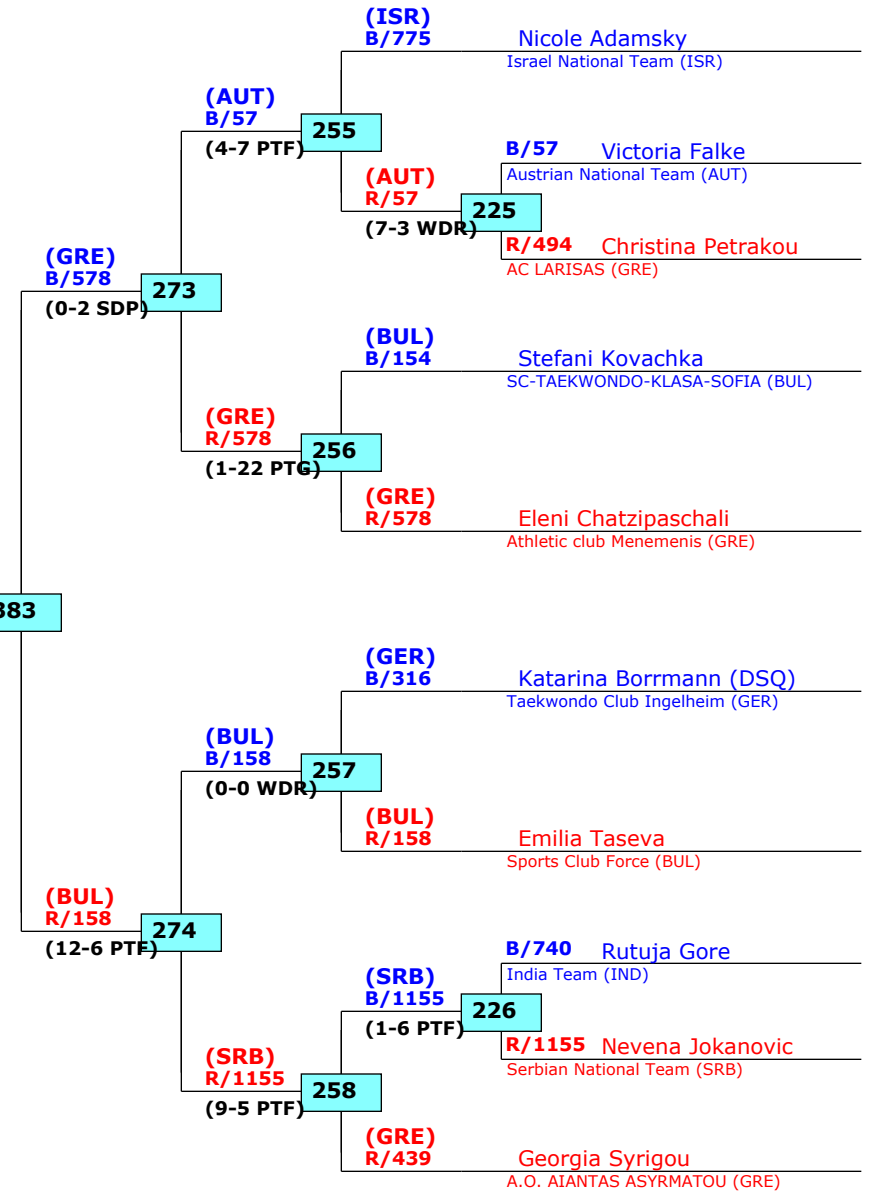 (ISR)
B/775 Nicole Adamsky
Israel National Team (ISR)
(AUT)
B/57
255
(4-7 PTF)
B/57 Victoria Falke
Austrian National Team (AUT)
(AUT)
R/57
225
(7-3 WDR)
R/494 Christina Petrakou
AC LARISAS (GRE)
(GRE)
B/578
273
(0-2 SDP)
(BUL)
B/154 Stefani Kovachka
SC-TAEKWONDO-KLASA-SOFIA (BUL)
(GRE)
R/578
256
(1-22 PTG)
(GRE)
R/578 Eleni Chatzipaschali
Athletic club Menemenis (GRE)
383
(GER)
B/316 Katarina Borrmann (DSQ)
Taekwondo Club Ingelheim (GER)
(BUL)
B/158
257
(0-0 WDR)
(BUL)
R/158 Emilia Taseva
Sports Club Force (BUL)
(BUL)
R/158
274
(12-6 PTF)
B/740 Rutuja Gore
India Team (IND)
(SRB)
B/1155
226
(1-6 PTF)
R/1155 Nevena Jokanovic
Serbian National Team (SRB)
(SRB)
R/1155
258
(9-5 PTF)
(GRE)
R/439 Georgia Syrigou
A.O. AIANTAS ASYRMATOU (GRE)